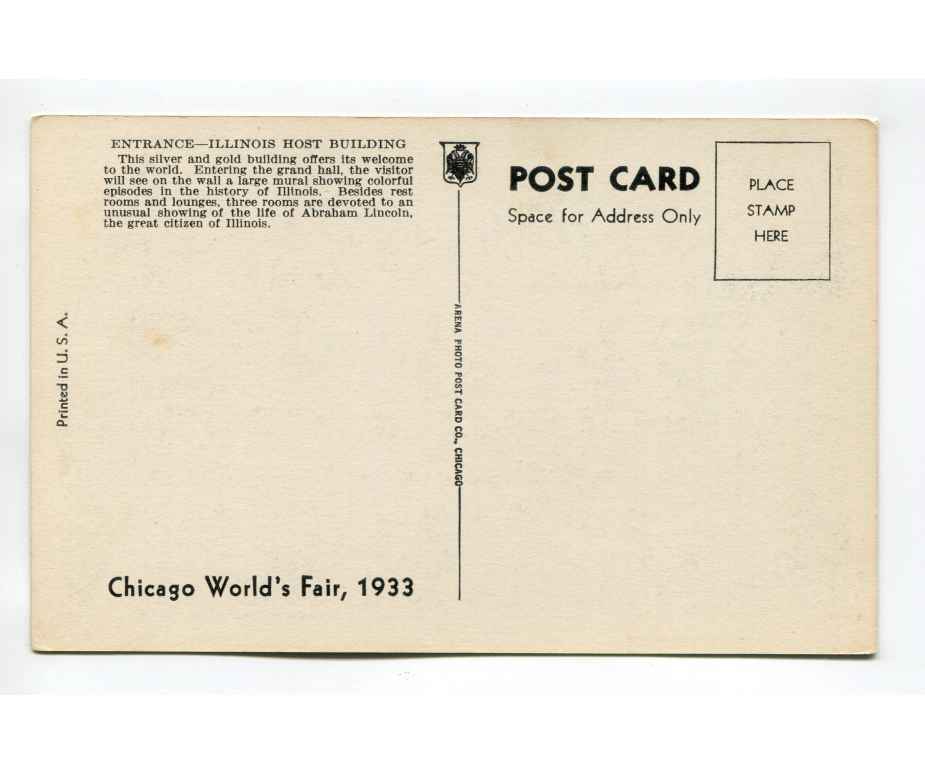 ENTRANCE—ILLINOIS HOST BUILDING
This silver and gold building offers its welcome
to the world. Entering the grand hall, the visitor
will see on the wall a large mural showing colorful
episodes in the history of Illinois. Besides rest
rooms and lounges, three rooms are devoted to an
unusual showing of the life of Abraham Lincoln,
the great citizen of Illinois.
POST CARD
Space for Address Only
PLACE
STAMP
HERE
Printed in U. S. A.
ARENA PHOTO POST CARD CO., CHICAGO
Chicago World's Fair, 1933